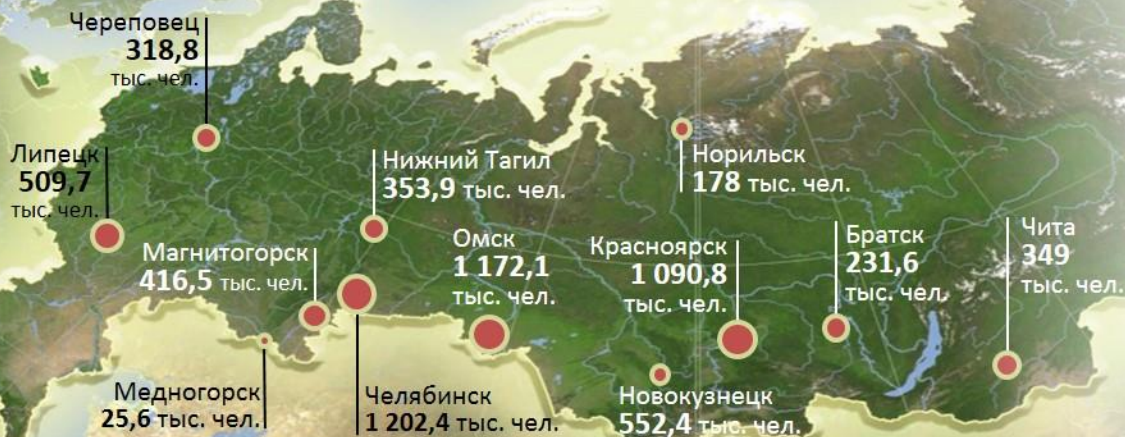 Череповец
318,8
тыс. чел.
Липецк
509,7
тыс. чел.
Нижний Тагил
353,9 тыс. чел.
Норильск
178 тыс. чел.
Магнитогорск
416,5 тыс. чел.
Омск
1 172,1
тыс. чел.
Красноярск
1 090,8
тыс. чел.
Братск
231,6
тыс. чел.
Чита
349
тыс. чел.
Медногорск
25,6 тыс. чел.
Челябинск
1 202,4 тыс. чел.
Новокузнецк
552,4 тыс. чел.